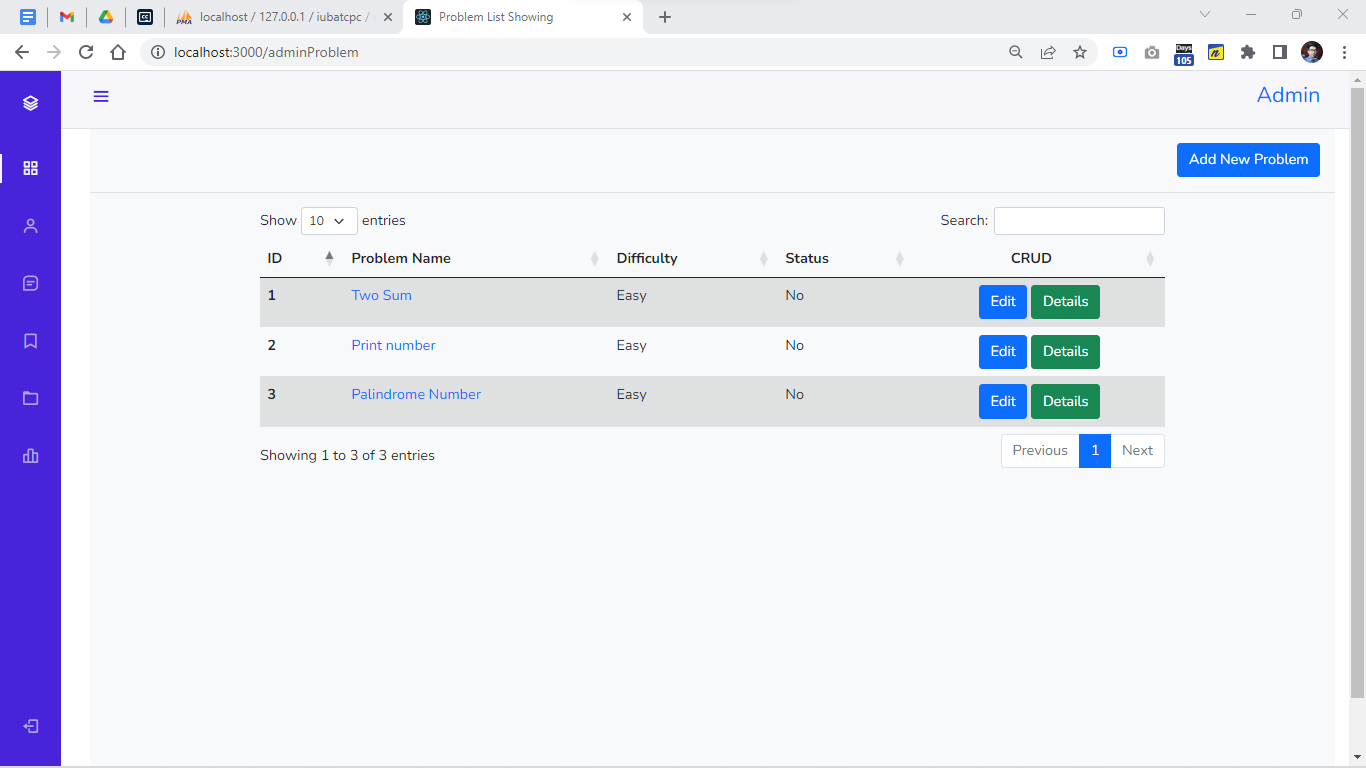 localhost / 127.0.0.1 / iubatcpc /
Problem List Showing
localhost:3000/adminProblem
Days
105
Admin
Add New Problem
Show 10 entries
Search:
ID Problem Name Difficulty Status CRUD
1 Two Sum Easy No Edit Details
2 Print number Easy No Edit Details
3 Palindrome Number Easy No Edit Details
Showing 1 to 3 of 3 entries
Previous 1 Next